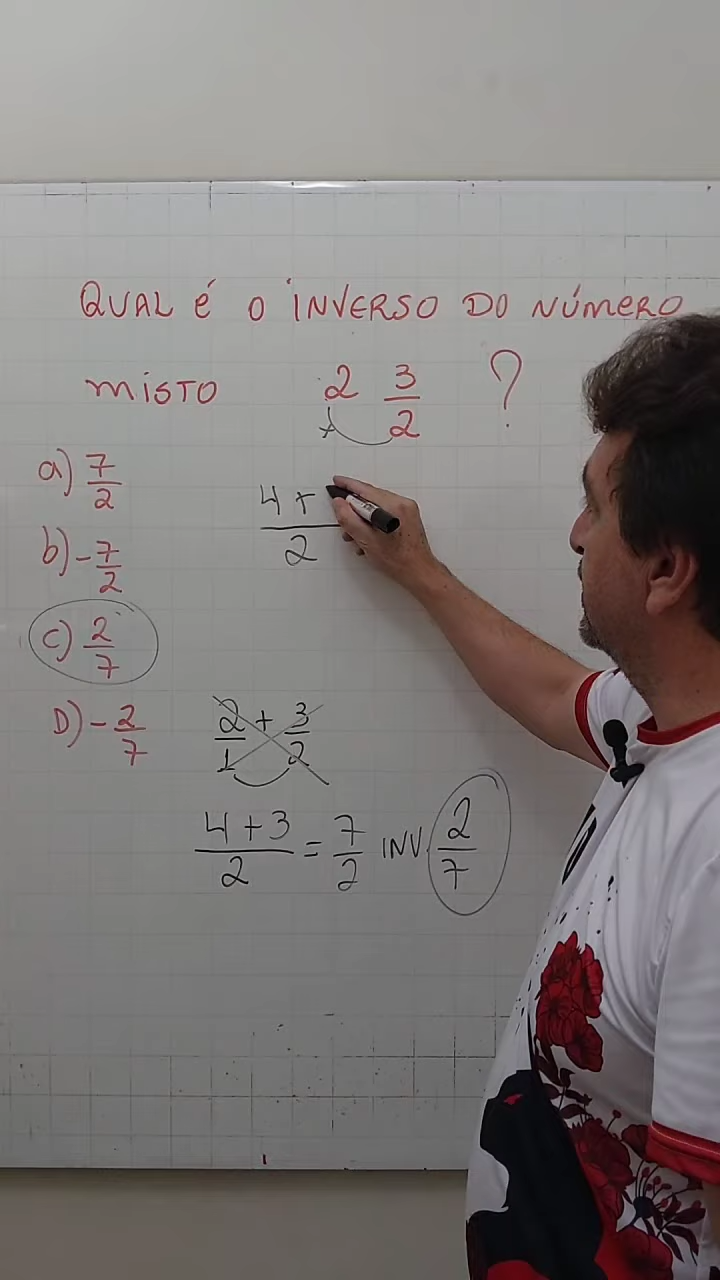 QUAL É O INVERSO DO NÚMERO
MISTO 2 3/2 ?
a) 7/2
b) -7/2
c) 2/7
D) -2/7
4 +
2
2/1 + 3/2
4 + 3/2 = 7/2 INV. 2/7